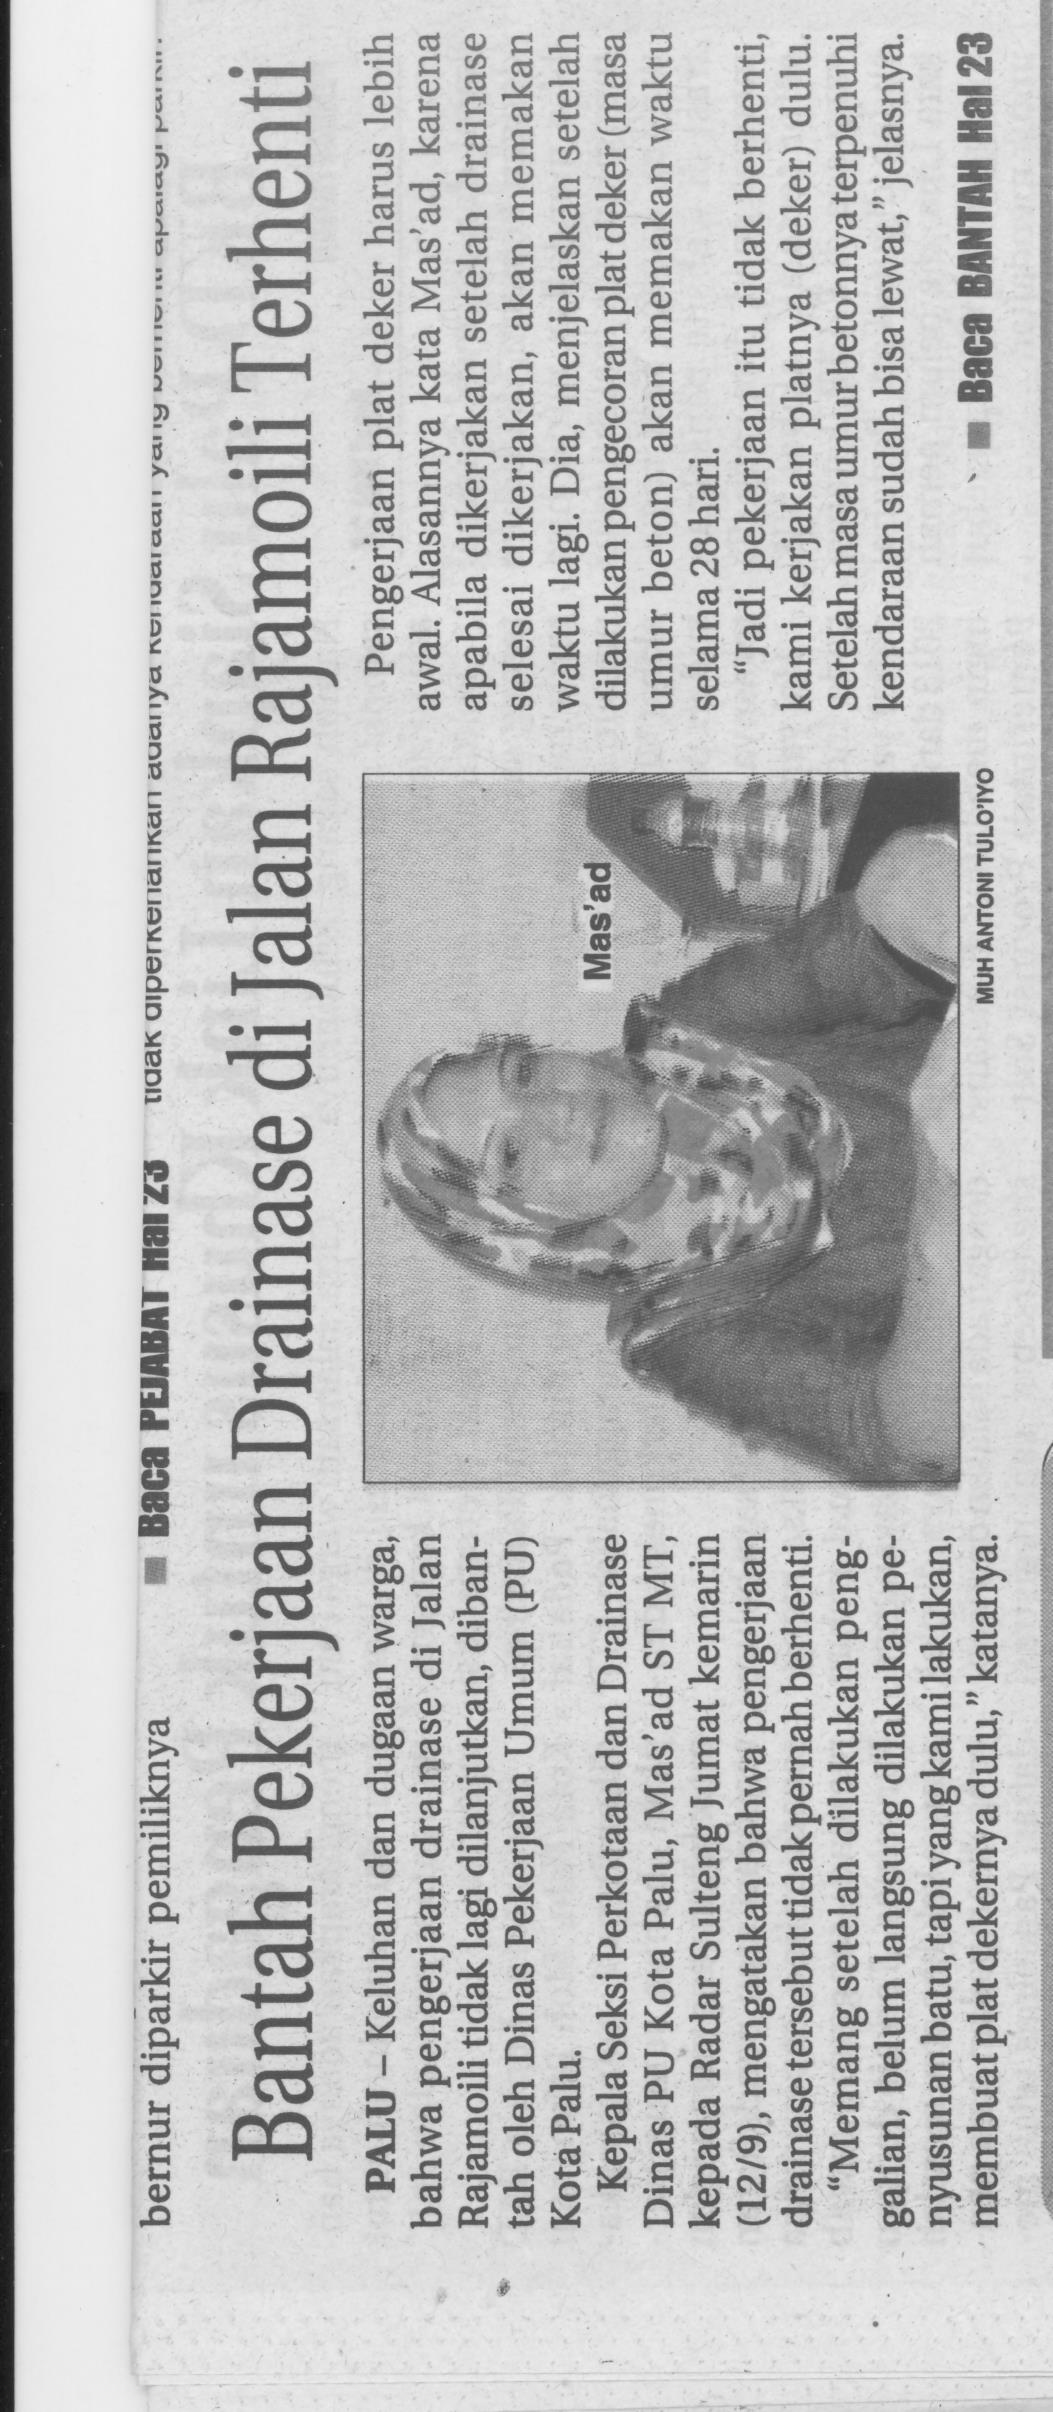 bernur diparkir pemiliknya
■ Baca PEJABAT Hal 23
tidak diperkenankan adanya kendaraan yang berhenti apalagi parkir.
Bantah Pekerjaan Drainase di Jalan Rajamoili Terhenti
PALU – Keluhan dan dugaan warga,
bahwa pengerjaan drainase di Jalan
Rajamoili tidak lagi dilanjutkan, diban-
tah oleh Dinas Pekerjaan Umum (PU)
Kota Palu.
Kepala Seksi Perkotaan dan Drainase
Dinas PU Kota Palu, Mas’ad ST MT,
kepada Radar Sulteng Jumat kemarin
(12/9), mengatakan bahwa pengerjaan
drainase tersebut tidak pernah berhenti.
“Memang setelah dilakukan peng-
galian, belum langsung dilakukan pe-
nyusunan batu, tapi yang kami lakukan,
membuat plat dekernya dulu,” katanya.
Mas’ad
MUH ANTONI TULO’IYO
Pengerjaan plat deker harus lebih
awal. Alasannya kata Mas’ad, karena
apabila dikerjakan setelah drainase
selesai dikerjakan, akan memakan
waktu lagi. Dia, menjelaskan setelah
dilakukan pengecoran plat deker (masa
umur beton) akan memakan waktu
selama 28 hari.
“Jadi pekerjaan itu tidak berhenti,
kami kerjakan platnya (deker) dulu.
Setelah masa umur betonnya terpenuhi
kendaraan sudah bisa lewat,” jelasnya.
■ Baca BANTAH Hal 23